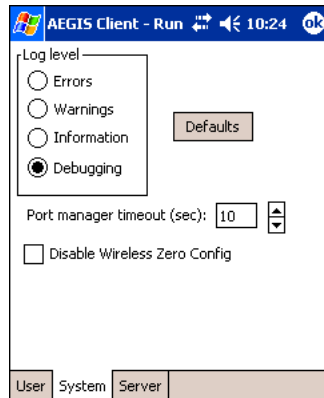 AEGIS Client - Run 10:24 ok
Log level
Errors
Warnings
Information
Debugging
Defaults
Port manager timeout (sec): 10
Disable Wireless Zero Config
User System Server